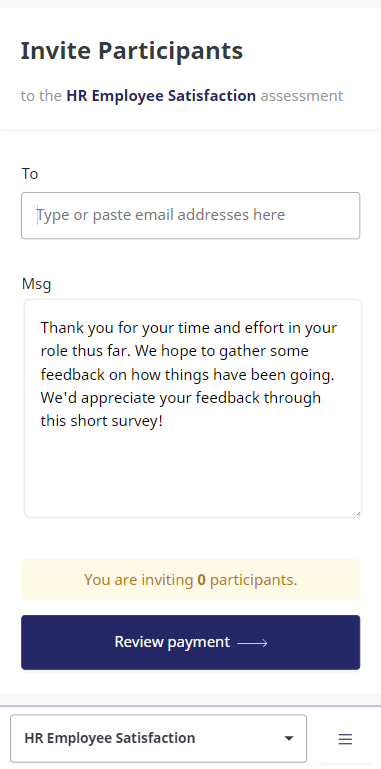 Invite Participants
to the HR Employee Satisfaction assessment
To
Type or paste email addresses here
Msg
Thank you for your time and effort in your
role thus far. We hope to gather some
feedback on how things have been going.
We'd appreciate your feedback through
this short survey!
You are inviting 0 participants.
Review payment
HR Employee Satisfaction